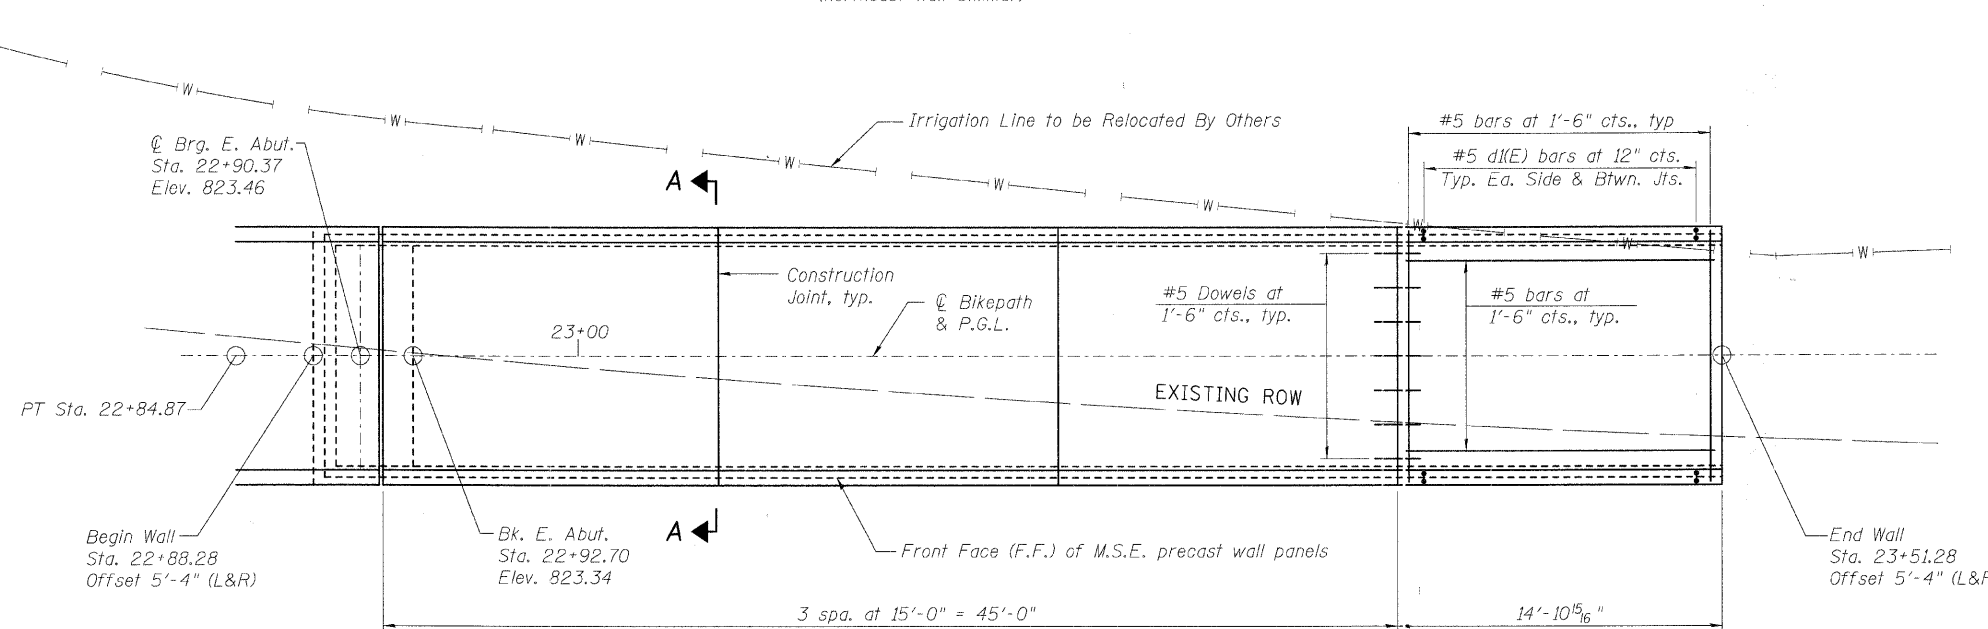 W
W
W
W
W
W
W
W
W
Irrigation Line to be Relocated By Others
#5 bars at 1'-6" cts., typ
℄ Brg. E. Abut.
Sta. 22+90.37
Elev. 823.46
#5 d1(E) bars at 12" cts.
Typ. Ea. Side & Btwn. Jts.
A
Construction
Joint, typ.
℄ Bikepath
& P.G.L.
#5 Dowels at
1'-6" cts., typ.
#5 bars at
1'-6" cts., typ.
23+00
EXISTING ROW
PT Sta. 22+84.87
Begin Wall
Sta. 22+88.28
Offset 5'-4" (L&R)
Bk. E. Abut.
Sta. 22+92.70
Elev. 823.34
A
Front Face (F.F.) of M.S.E. precast wall panels
End Wall
Sta. 23+51.28
Offset 5'-4" (L&R
3 spa. at 15'-0" = 45'-0"
14'-10 15/16"